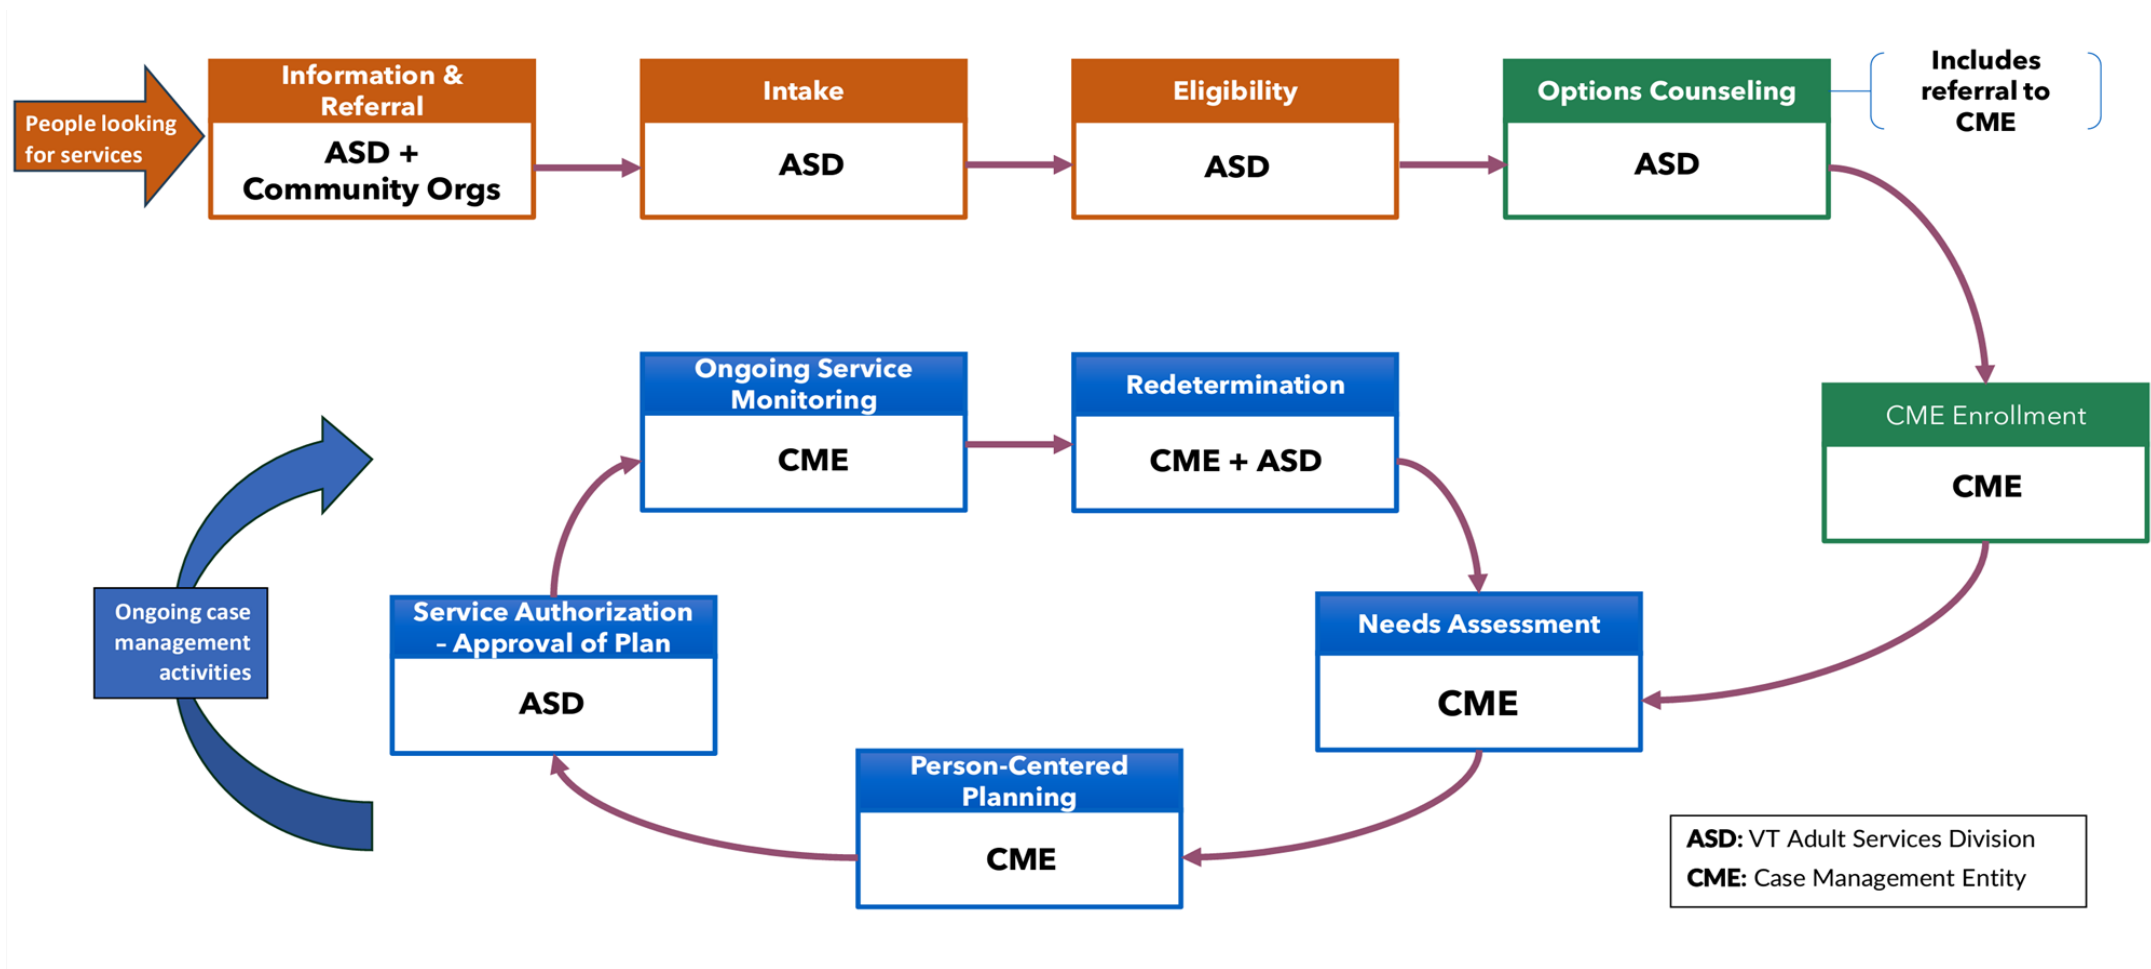 People looking
for services
Information &
Referral
ASD +
Community Orgs
Intake
ASD
Eligibility
ASD
Options Counseling
ASD
Includes
referral to
CME
CME Enrollment
CME
Ongoing Service
Monitoring
CME
Redetermination
CME + ASD
Needs Assessment
CME
Person-Centered
Planning
CME
Service Authorization
– Approval of Plan
ASD
Ongoing case
management
activities
ASD: VT Adult Services Division
CME: Case Management Entity